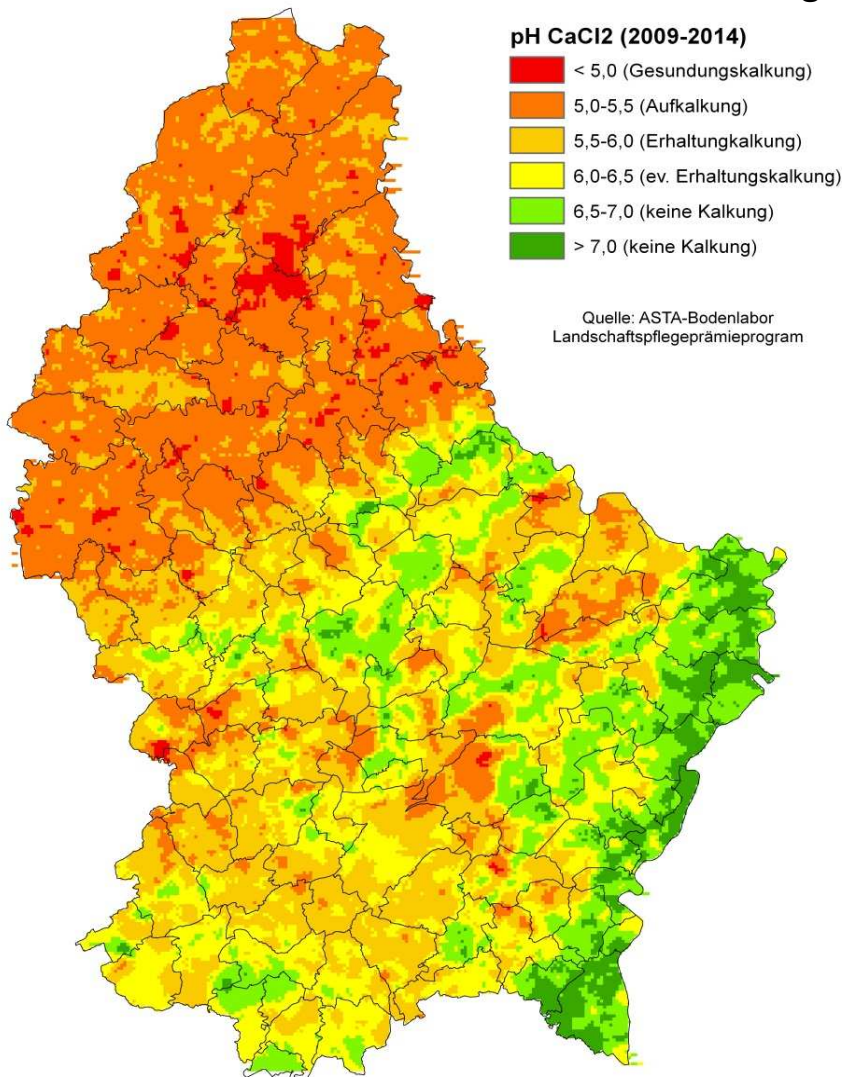 pH CaCl2 (2009-2014)
< 5,0 (Gesundungskalkung)
5,0-5,5 (Aufkalkung)
5,5-6,0 (Erhaltungkalkung)
6,0-6,5 (ev. Erhaltungskalkung)
6,5-7,0 (keine Kalkung)
> 7,0 (keine Kalkung)
Quelle: ASTA-Bodenlabor
Landschaftspflegeprämieprogram